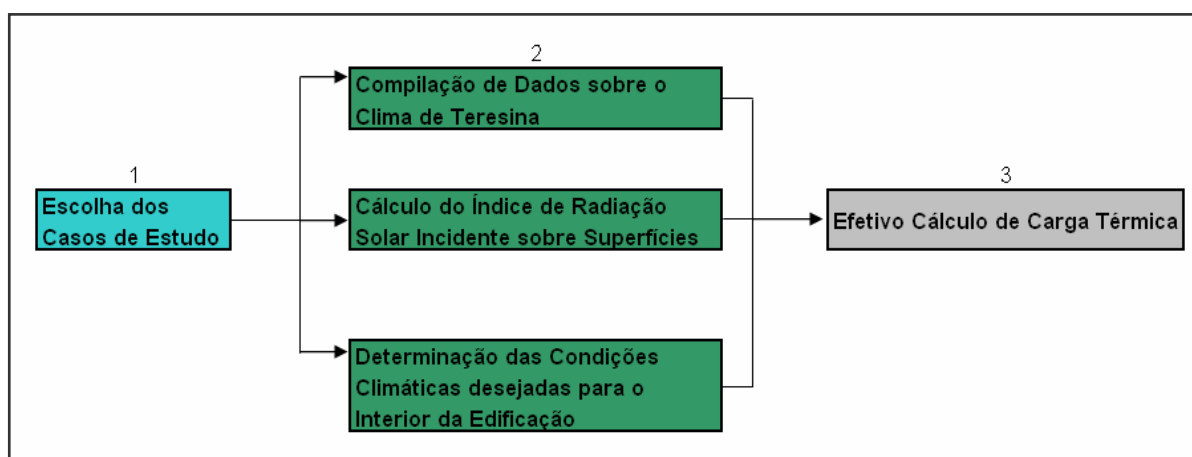 1
Escolha dos
Casos de Estudo
2
Compilação de Dados sobre o
Clima de Teresina
Cálculo do Índice de Radiação
Solar Incidente sobre Superfícies
Determinação das Condições
Climáticas desejadas para o
Interior da Edificação
3
Efetivo Cálculo de Carga Térmica